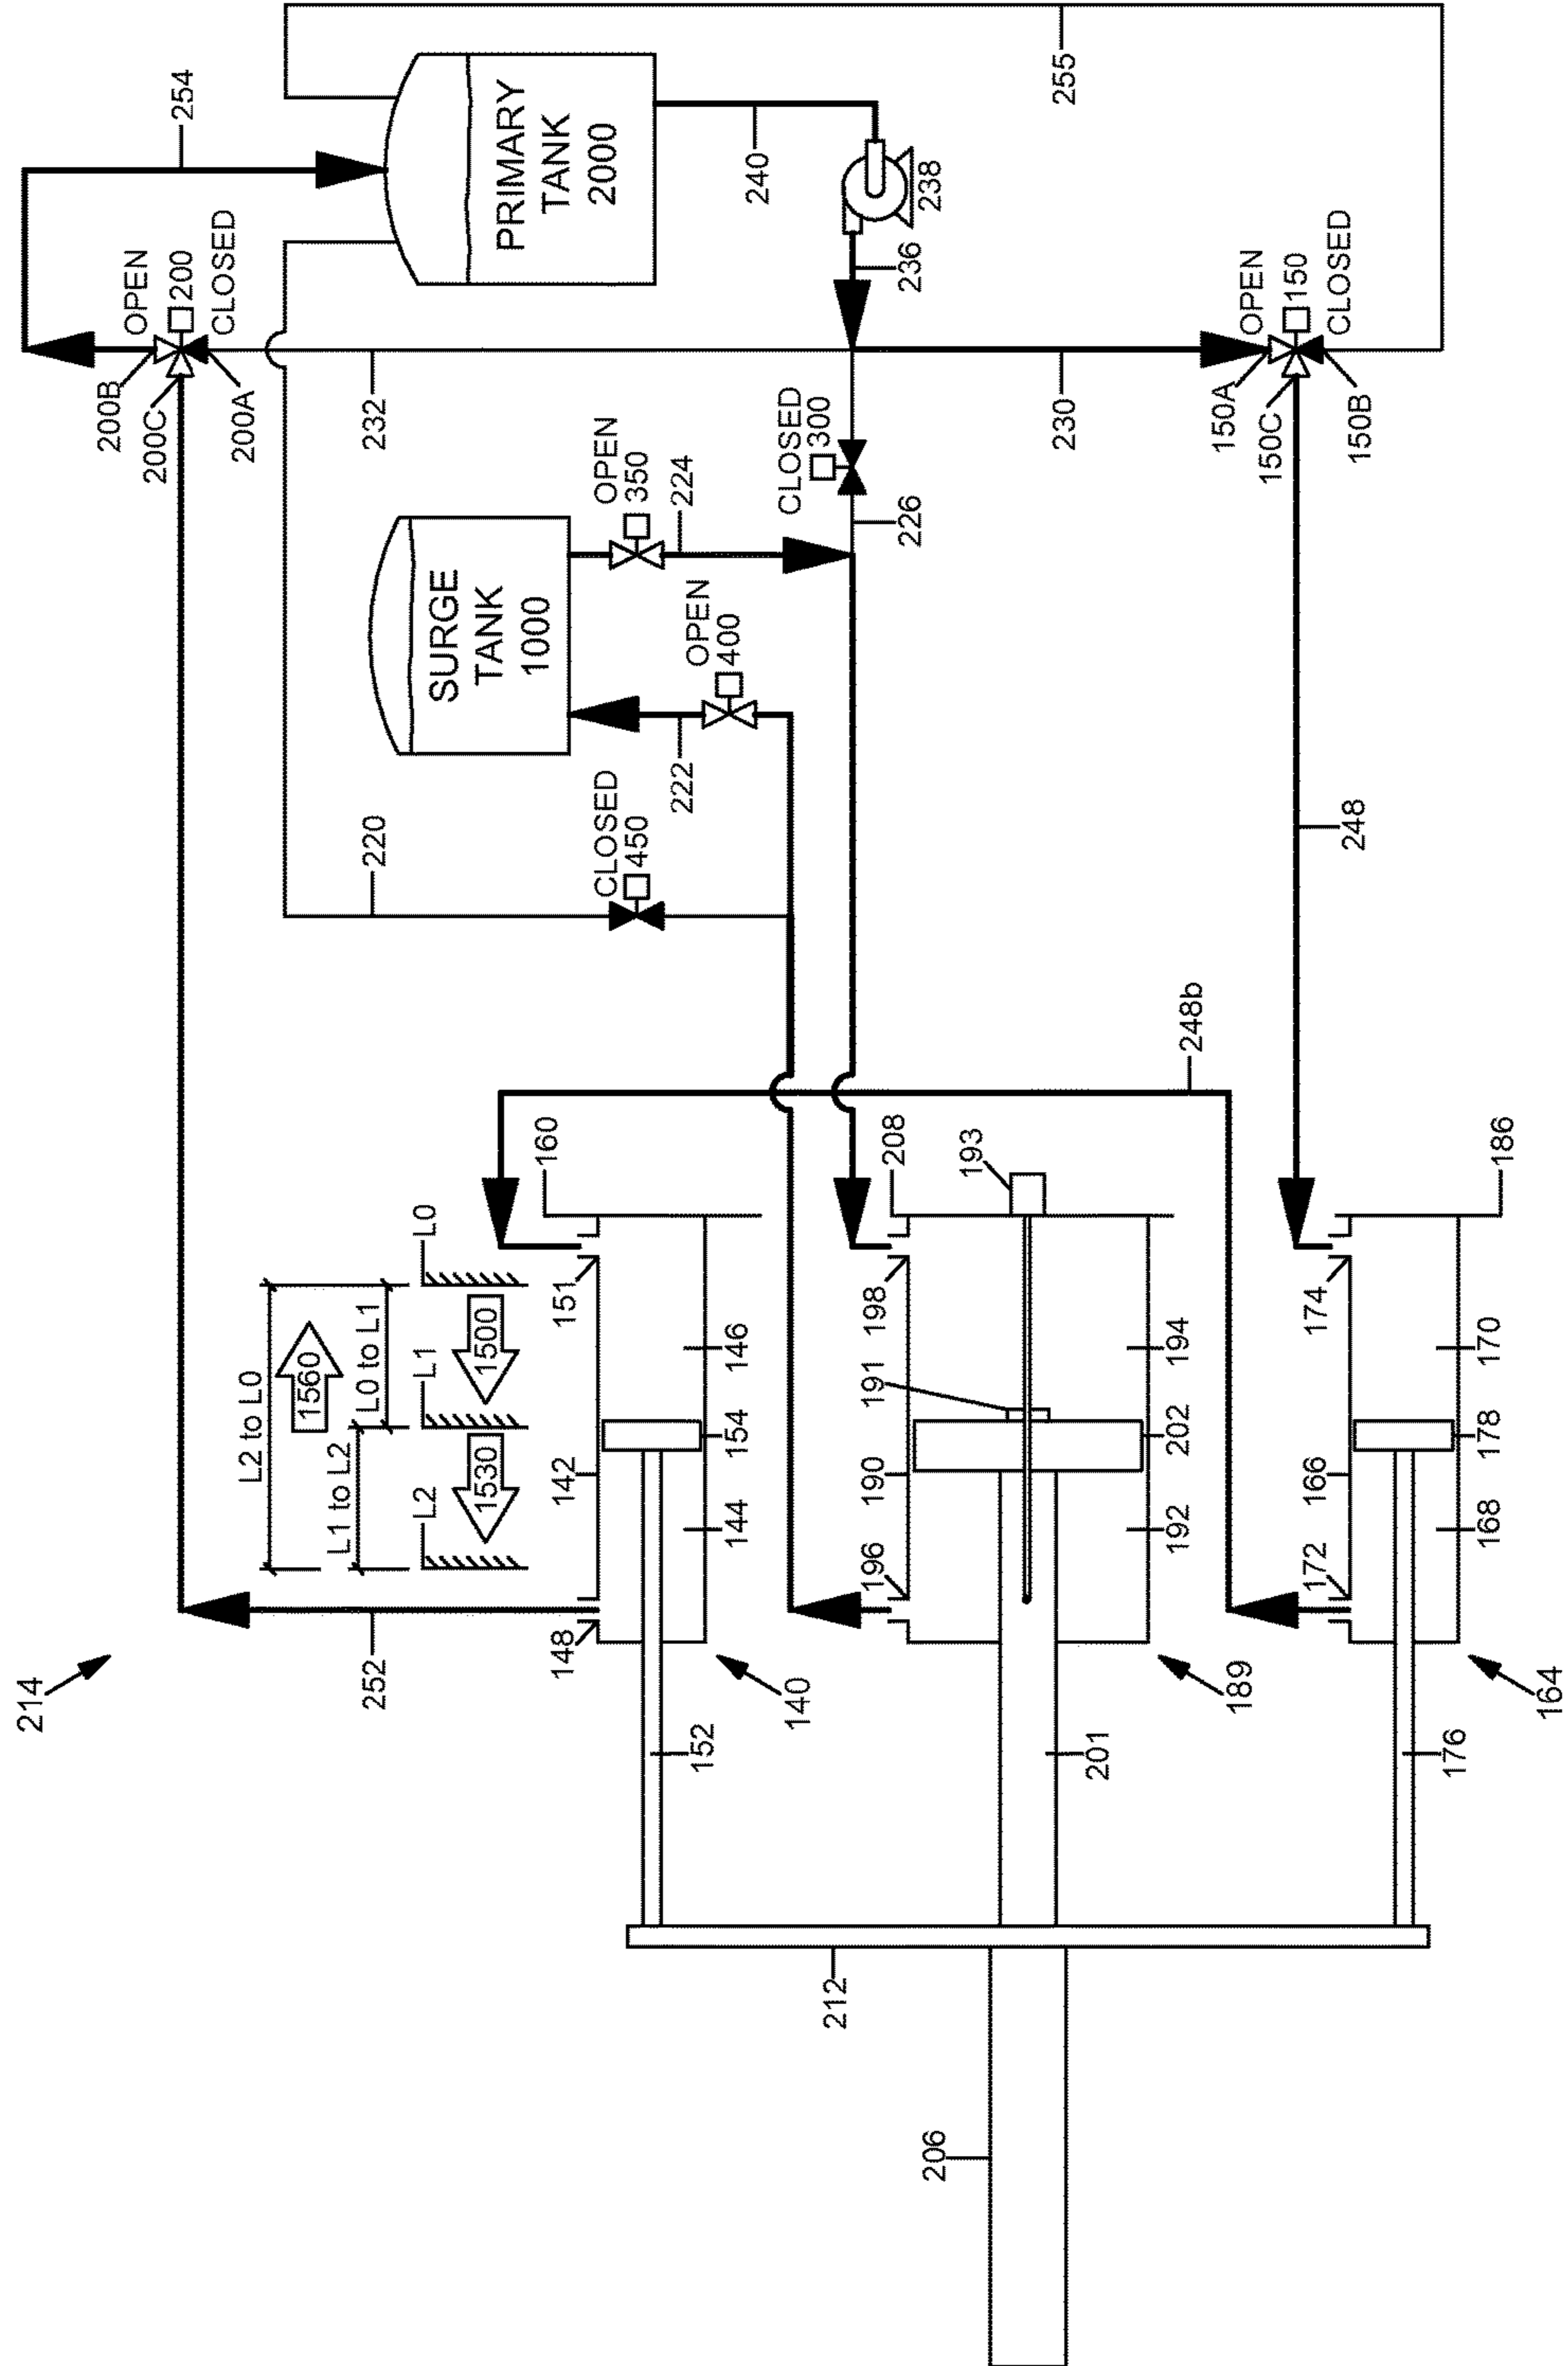 214
252
148
140
152
L2 to L0
1560
L1 to L2
L0 to L1
L2
L1
L0
1530
1500
142
144
154
146
151
160
254
200B
200C
200A
OPEN
200
CLOSED
232
220
CLOSED
450
222
OPEN
400
SURGE
TANK
1000
OPEN
350
224
CLOSED
300
226
PRIMARY
TANK
2000
240
238
236
255
230
OPEN
150
CLOSED
150A
150C
150B
248
248b
208
193
198
191
194
190
202
192
196
189
201
212
206
186
174
170
166
178
168
172
164
176